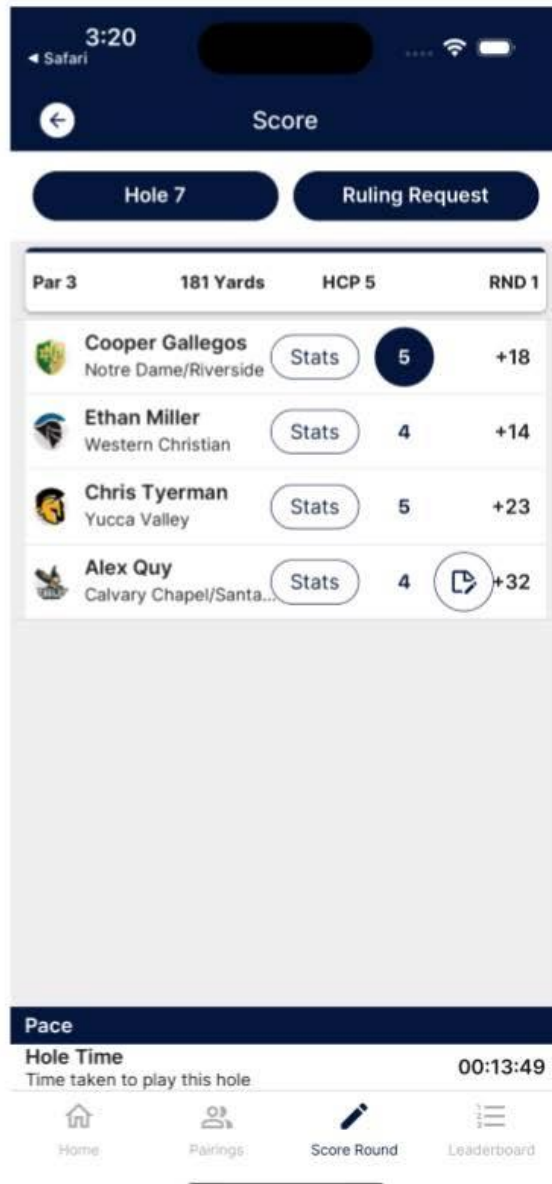 3:20
◄ Safari
Score
Hole 7 Ruling Request
Par 3 181 Yards HCP 5 RND 1
Cooper Gallegos
Notre Dame/Riverside Stats 5 +18
Ethan Miller
Western Christian Stats 4 +14
Chris Tyerman
Yucca Valley Stats 5 +23
Alex Quy
Calvary Chapel/Santa... Stats 4 +32
Pace
Hole Time
Time taken to play this hole 00:13:49
Home Pairings Score Round Leaderboard